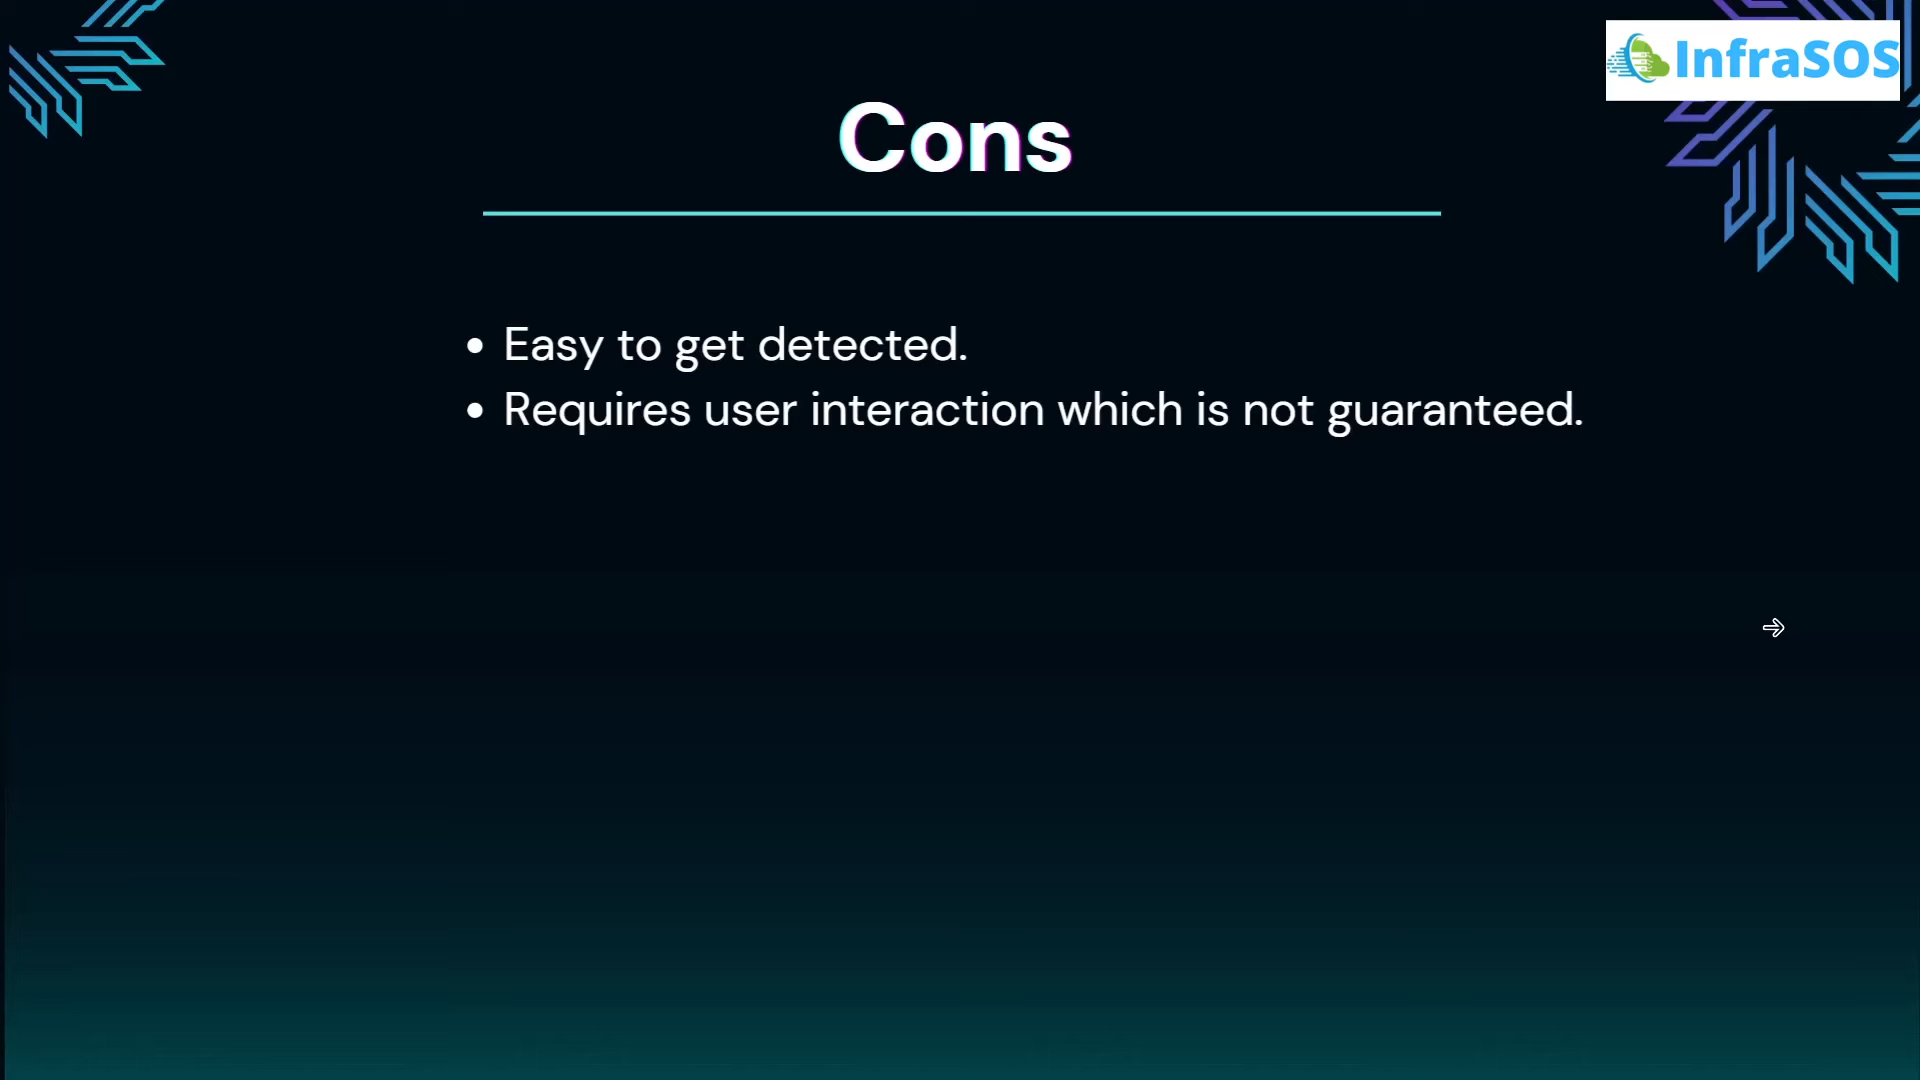 InfraSOS
Cons
• Easy to get detected.
• Requires user interaction which is not guaranteed.